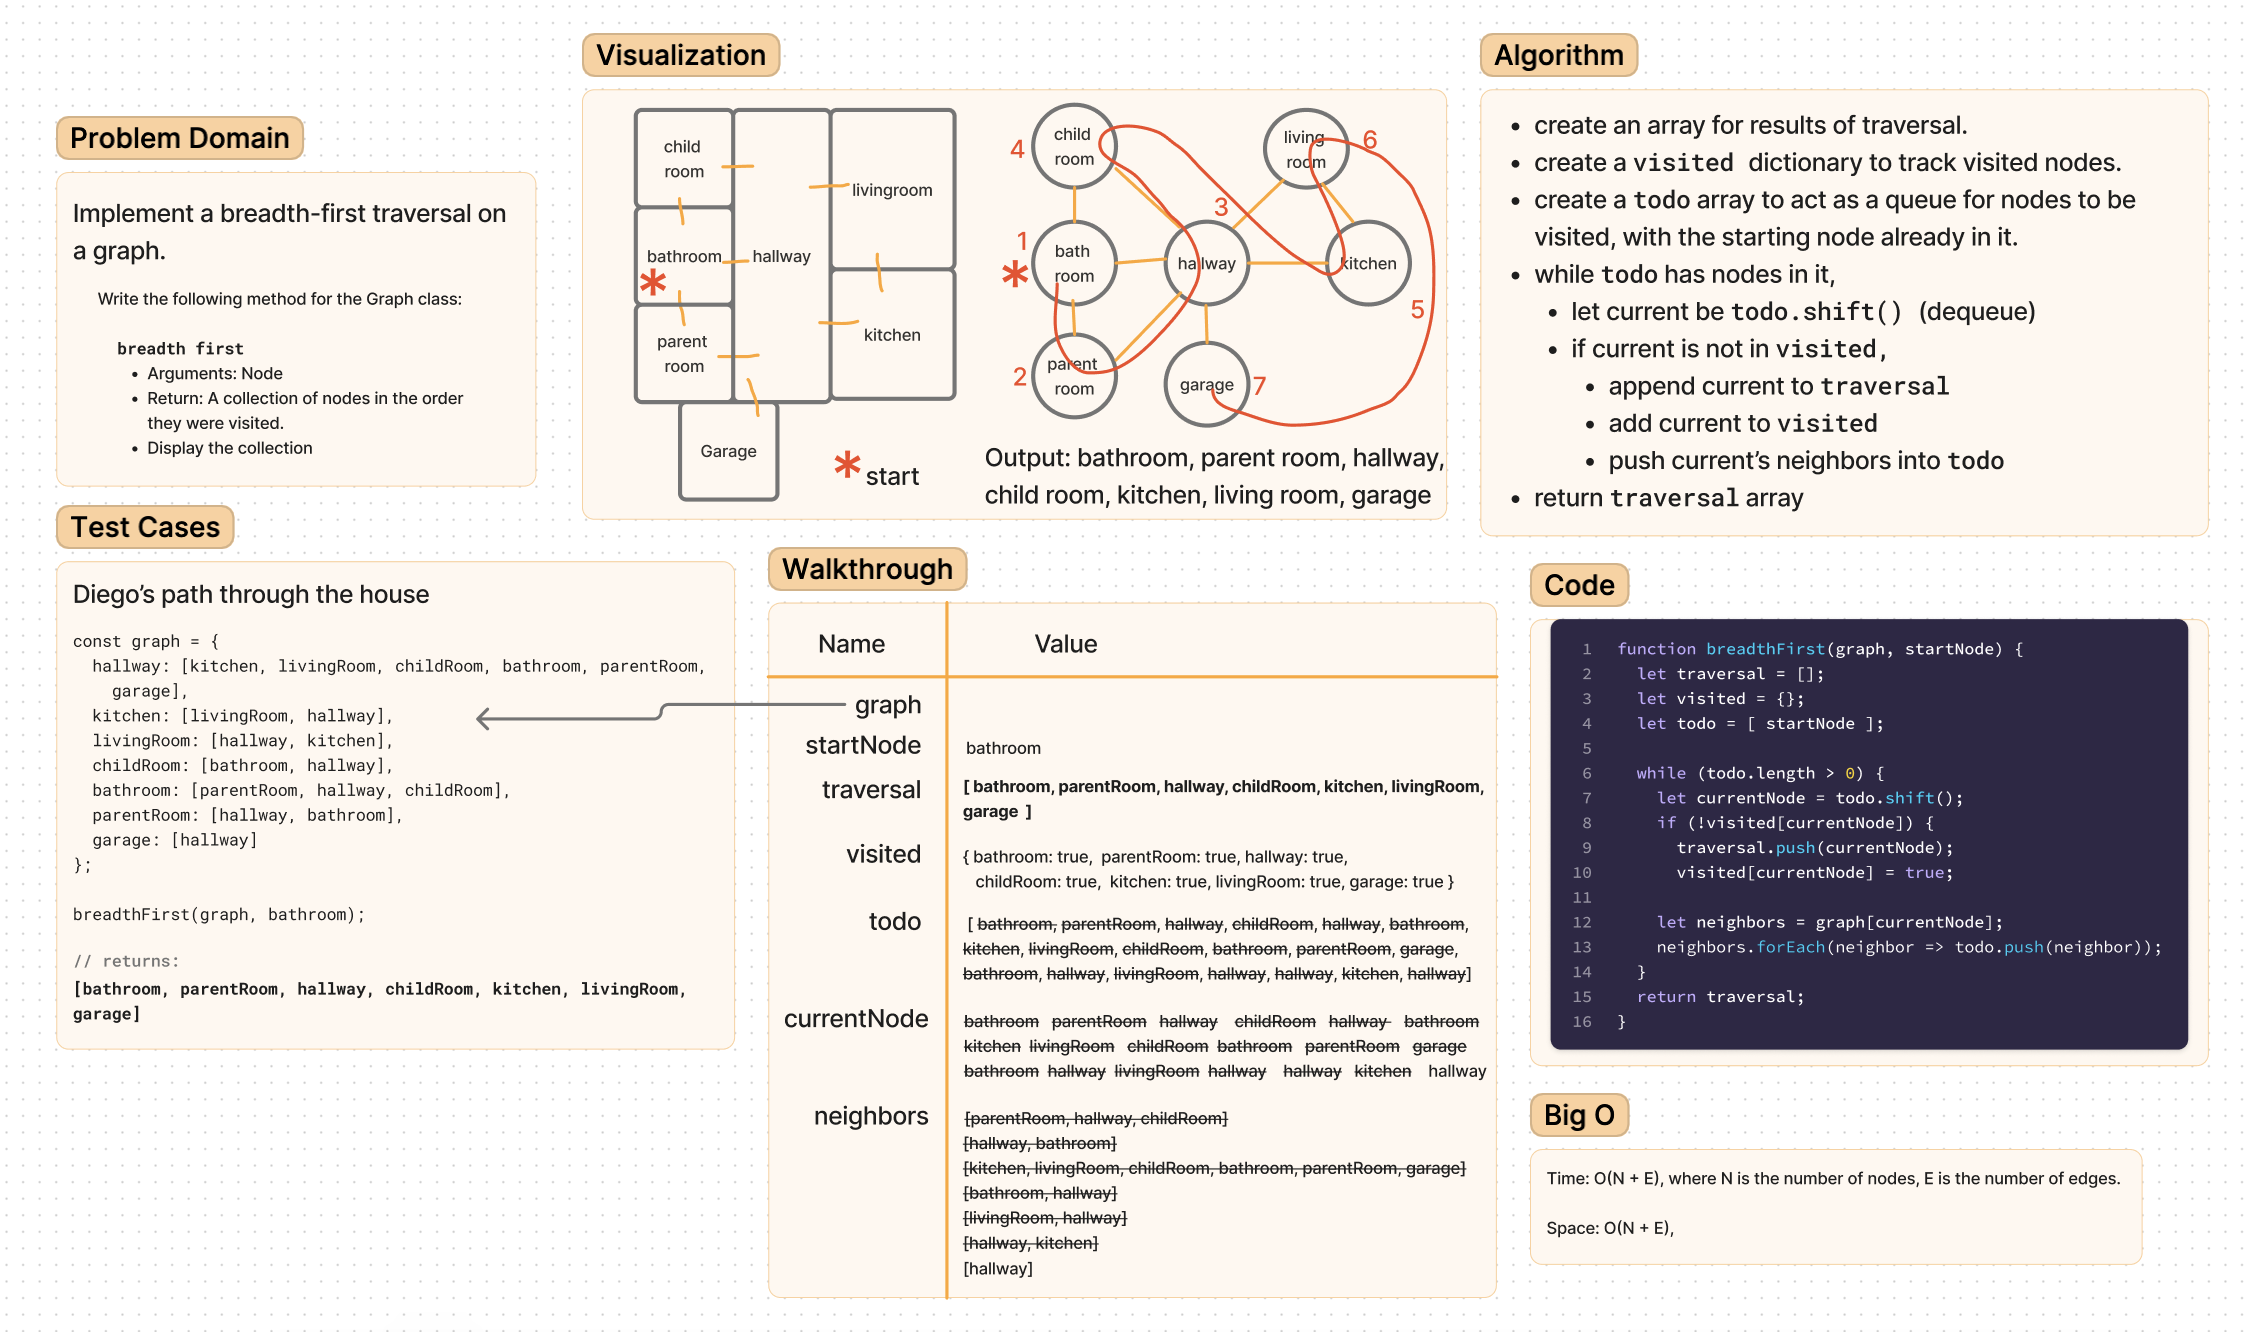 Problem Domain
Implement a breadth-first traversal on
a graph.
Write the following method for the Graph class:
breadth first
• Arguments: Node
• Return: A collection of nodes in the order
they were visited.
• Display the collection
Visualization
child
room
bathroom
*
parent
room
hallway
livingroom
kitchen
Garage
* start
4
child
room
living
room
6
3
1
*
bath
room
hallway
kitchen
5
2
parent
room
garage
7
Output: bathroom, parent room, hallway,
child room, kitchen, living room, garage
Algorithm
• create an array for results of traversal.
• create a visited dictionary to track visited nodes.
• create a todo array to act as a queue for nodes to be
visited, with the starting node already in it.
• while todo has nodes in it,
• let current be todo.shift() (dequeue)
• if current is not in visited,
• append current to traversal
• add current to visited
• push current’s neighbors into todo
• return traversal array
Test Cases
Diego’s path through the house
const graph = {
hallway: [kitchen, livingRoom, childRoom, bathroom, parentRoom,
garage],
kitchen: [livingRoom, hallway],
livingRoom: [hallway, kitchen],
childRoom: [bathroom, hallway],
bathroom: [parentRoom, hallway, childRoom],
parentRoom: [hallway, bathroom],
garage: [hallway]
};
breadthFirst(graph, bathroom);
// returns:
[bathroom, parentRoom, hallway, childRoom, kitchen, livingRoom,
garage]
Walkthrough
Name Value
graph
startNode bathroom
traversal [ bathroom, parentRoom, hallway, childRoom, kitchen, livingRoom,
garage ]
visited { bathroom: true, parentRoom: true, hallway: true,
childRoom: true, kitchen: true, livingRoom: true, garage: true }
todo [ bathroom, parentRoom, hallway, childRoom, hallway, bathroom,
kitchen, livingRoom, childRoom, bathroom, parentRoom, garage,
bathroom, hallway, livingRoom, hallway, hallway, kitchen, hallway]
currentNode bathroom parentRoom hallway childRoom hallway bathroom
kitchen livingRoom childRoom bathroom parentRoom garage
bathroom hallway livingRoom hallway hallway kitchen hallway
neighbors [parentRoom, hallway, childRoom]
[hallway, bathroom]
[kitchen, livingRoom, childRoom, bathroom, parentRoom, garage]
[bathroom, hallway]
[livingRoom, hallway]
[hallway, kitchen]
[hallway]
Code
1 function breadthFirst(graph, startNode) {
2 let traversal = [];
3 let visited = {};
4 let todo = [ startNode ];
5
6 while (todo.length > 0) {
7 let currentNode = todo.shift();
8 if (!visited[currentNode]) {
9 traversal.push(currentNode);
10 visited[currentNode] = true;
11
12 let neighbors = graph[currentNode];
13 neighbors.forEach(neighbor => todo.push(neighbor));
14 }
15 return traversal;
16 }
Big O
Time: O(N + E), where N is the number of nodes, E is the number of edges.
Space: O(N + E),